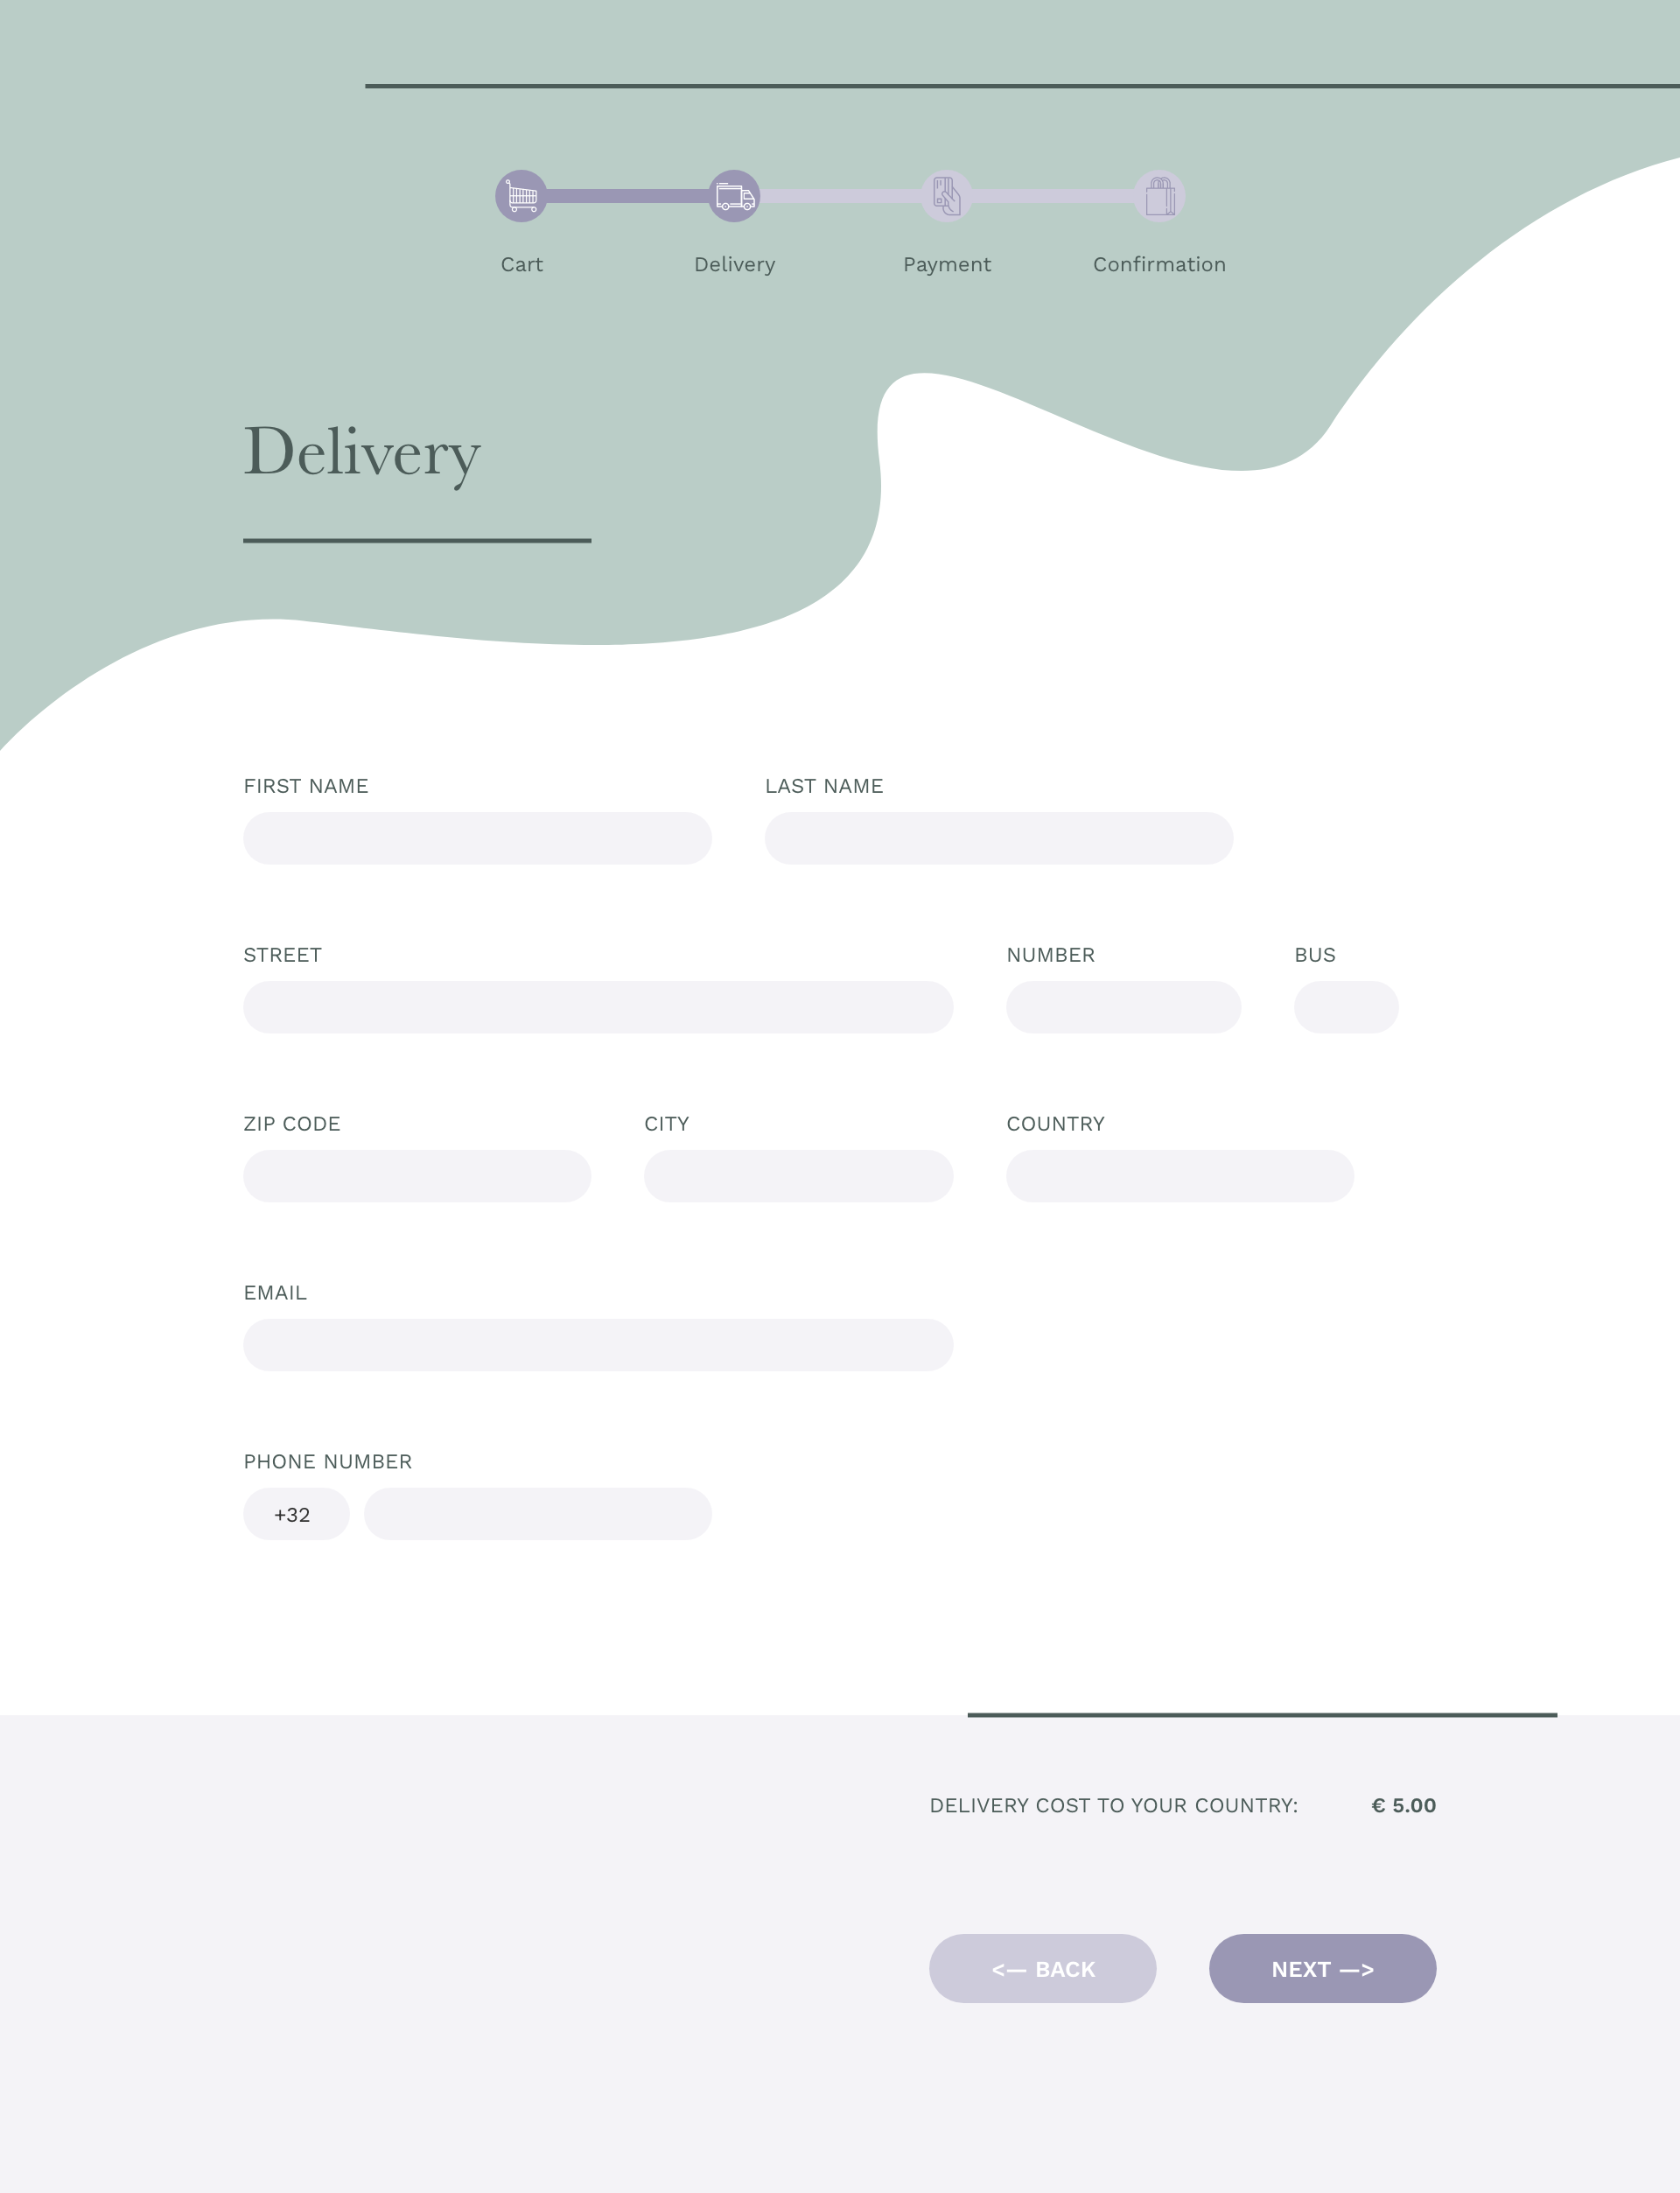 Cart Delivery Payment Confirmation
Delivery
FIRST NAME LAST NAME
STREET NUMBER BUS
ZIP CODE CITY COUNTRY
EMAIL
PHONE NUMBER
+32
DELIVERY COST TO YOUR COUNTRY: € 5.00
<— BACK NEXT —>